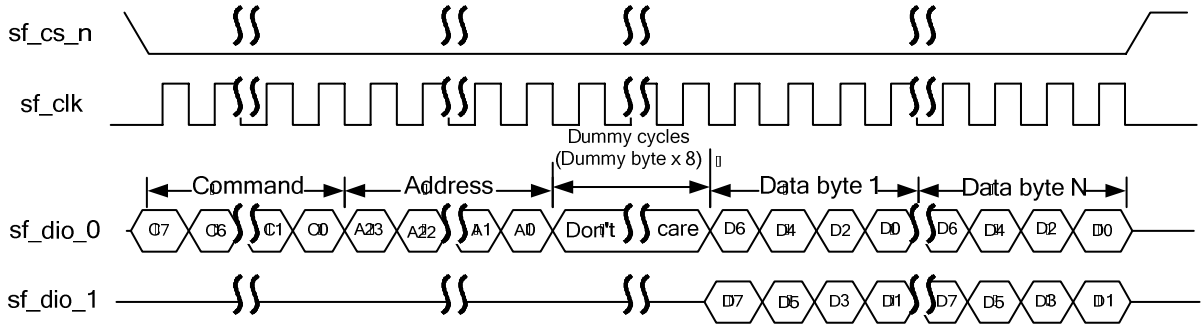 sf_cs_n
sf_clk
Dummy cycles
(Dummy byte x 8)
Command Address Data byte 1 Data byte N
sf_dio_0 C7 C6 C1 C0 A23 A22 A1 A0 Don't care D6 D4 D2 D0 D6 D4 D2 D0
sf_dio_1 D7 D5 D3 D1 D7 D5 D3 D1